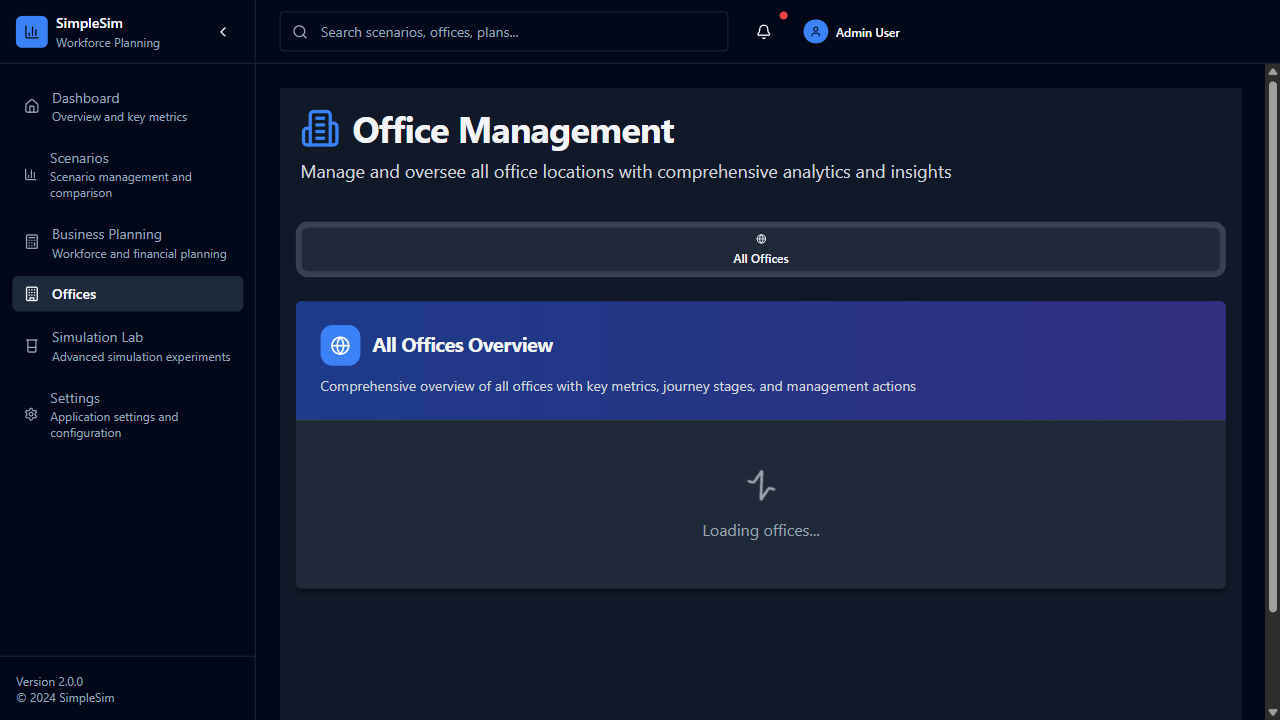 SimpleSim
Workforce Planning
Search scenarios, offices, plans...
Admin User
Dashboard
Overview and key metrics
Scenarios
Scenario management and
comparison
Business Planning
Workforce and financial planning
Offices
Simulation Lab
Advanced simulation experiments
Settings
Application settings and
configuration
Version 2.0.0
© 2024 SimpleSim
Office Management
Manage and oversee all office locations with comprehensive analytics and insights
All Offices
All Offices Overview
Comprehensive overview of all offices with key metrics, journey stages, and management actions
Loading offices...